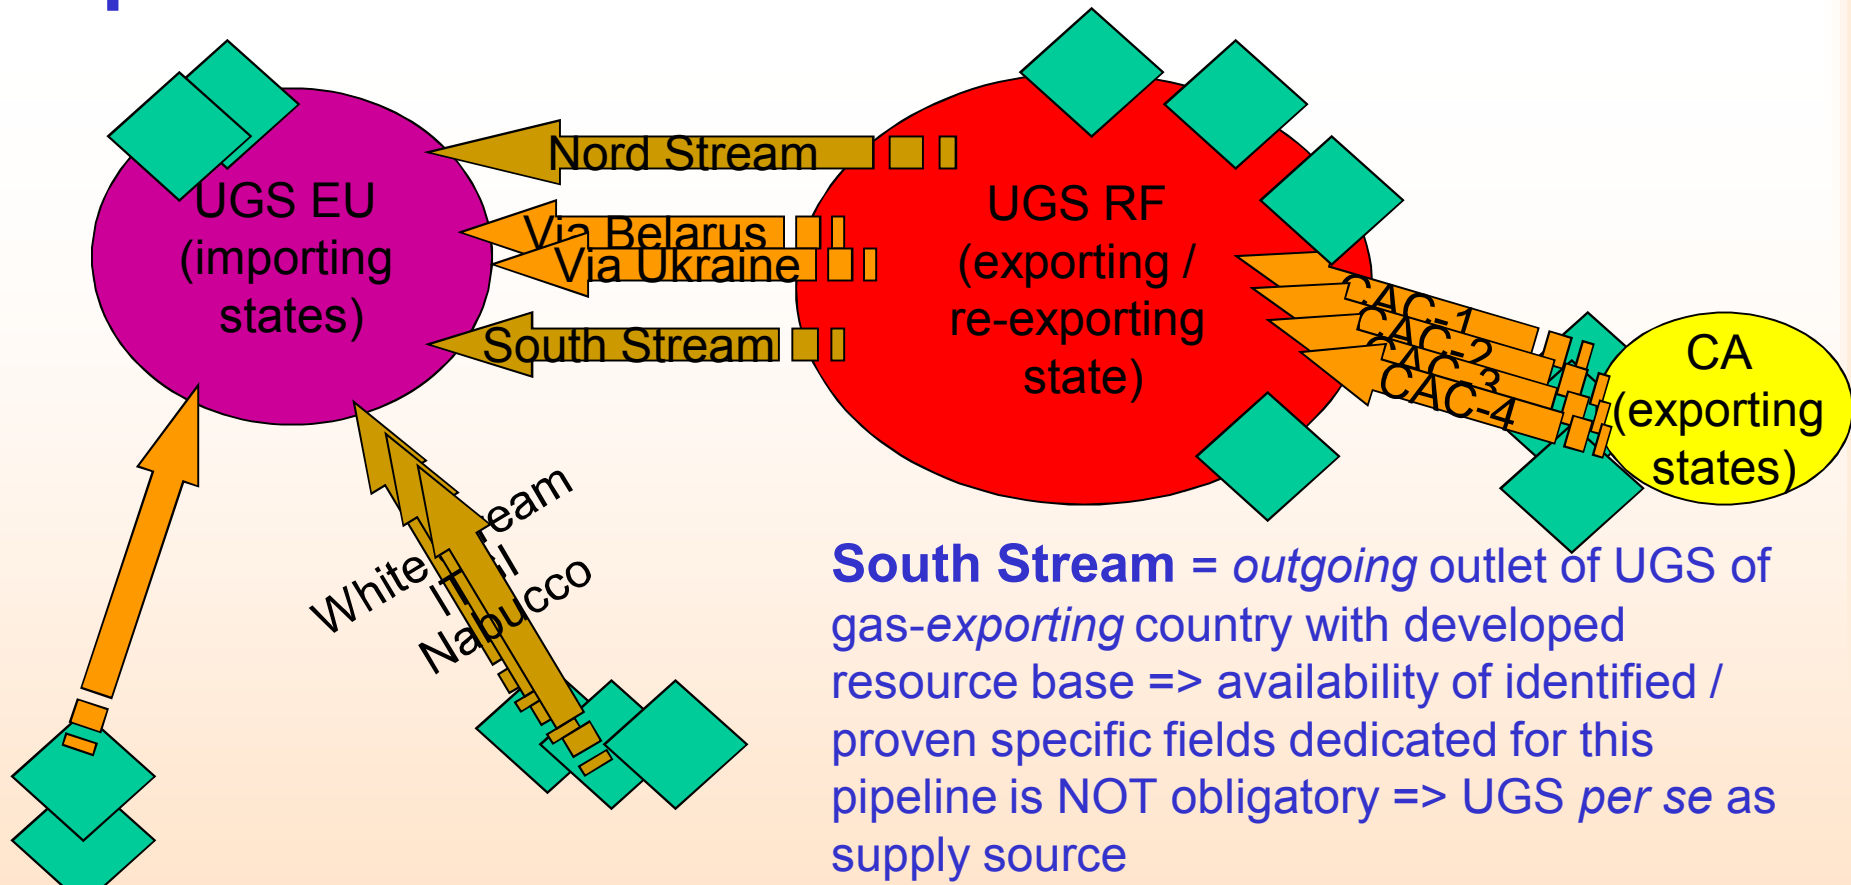 UGS EU
(importing
states)
Nord Stream
Via Belarus
Via Ukraine
South Stream
UGS RF
(exporting /
re-exporting
state)
CAC-1
CAC-2
CAC-3
CAC-4
CA
(exporting
states)
White
Nabucco
South Stream = outgoing outlet of UGS of
gas-exporting country with developed
resource base => availability of identified /
proven specific fields dedicated for this
pipeline is NOT obligatory => UGS per se as
supply source